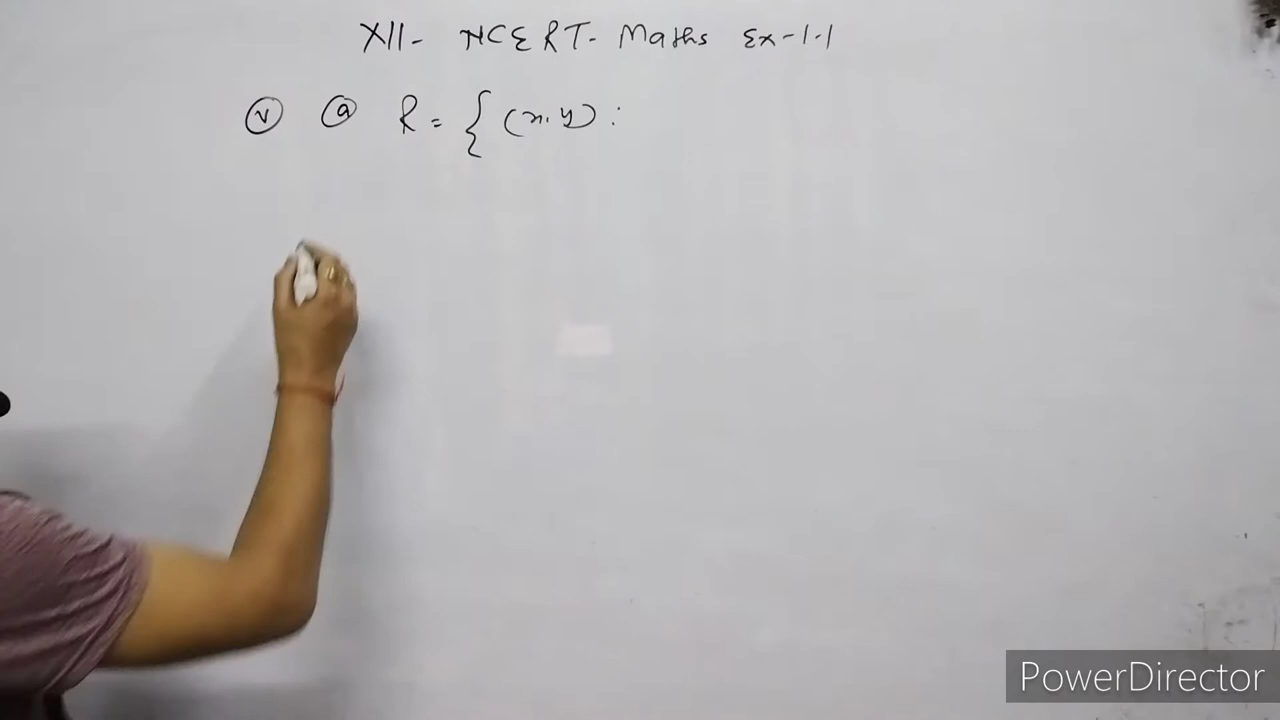 XII - NCERT - Maths Ex - 1.1
(v) (a) R = { (x, y) :
PowerDirector